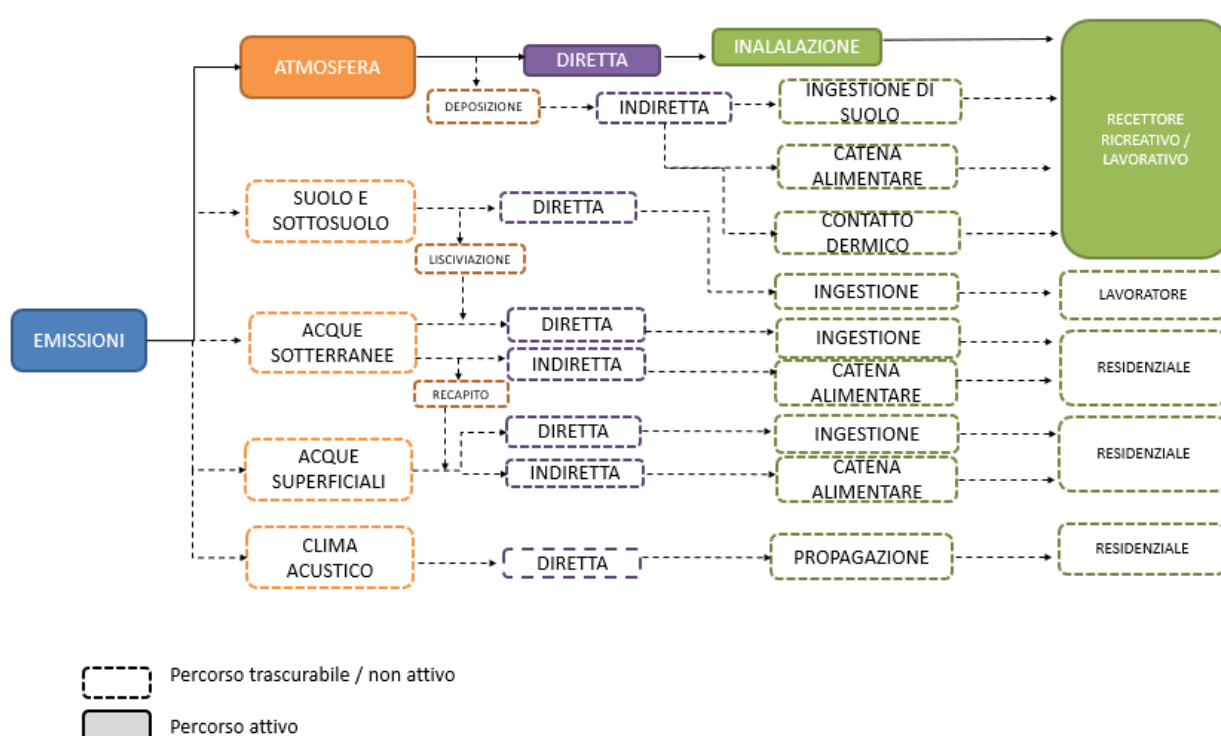 ATMOSFERA
DIRETTA
INALALAZIONE
DEPOSIZIONE
INDIRETTA
INGESTIONE DI
SUOLO
RECETTORE
RICREATIVO /
LAVORATIVO
CATENA
ALIMENTARE
SUOLO E
SOTTOSUOLO
DIRETTA
CONTATTO
DERMICO
LISCIVIAZIONE
INGESTIONE
LAVORATORE
EMISSIONI
ACQUE
SOTTERRANEE
DIRETTA
INGESTIONE
INDIRETTA
CATENA
ALIMENTARE
RESIDENZIALE
RECAPITO
ACQUE
SUPERFICIALI
DIRETTA
INGESTIONE
INDIRETTA
CATENA
ALIMENTARE
RESIDENZIALE
CLIMA
ACUSTICO
DIRETTA
PROPAGAZIONE
RESIDENZIALE
Percorso trascurabile / non attivo
Percorso attivo